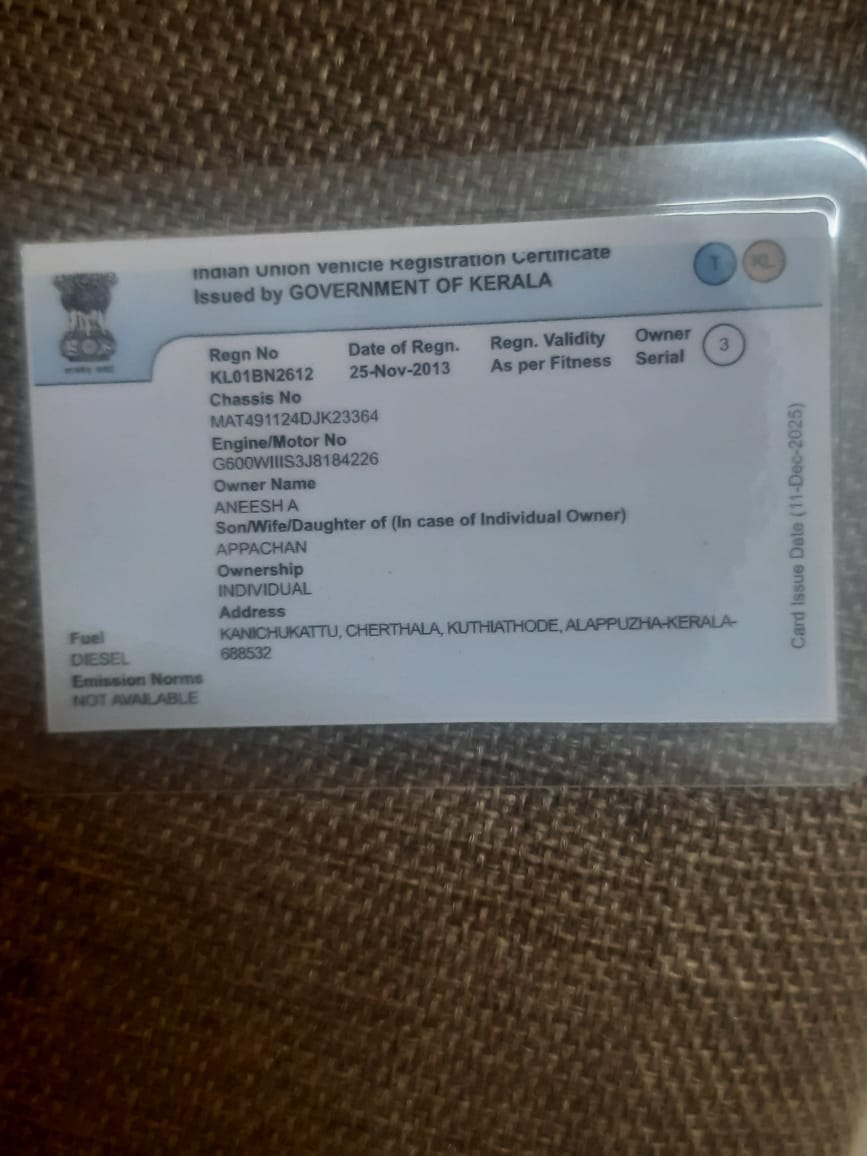 Indian Union Vehicle Registration Certificate
Issued by GOVERNMENT OF KERALA
T KL
Regn No Date of Regn. Regn. Validity Owner Serial 3
KL01BN2612 25-Nov-2013 As per Fitness
Chassis No
MAT491124DJK23364
Engine/Motor No
G600WIIIS3J8184226
Owner Name
ANEESH A
Son/Wife/Daughter of (In case of Individual Owner)
APPACHAN
Ownership
INDIVIDUAL
Address
KANICHUKATTU, CHERTHALA, KUTHIATHODE, ALAPPUZHA-KERALA-
688532
Fuel
DIESEL
Emission Norms
NOT AVAILABLE
Card Issue Date (11-Dec-2025)